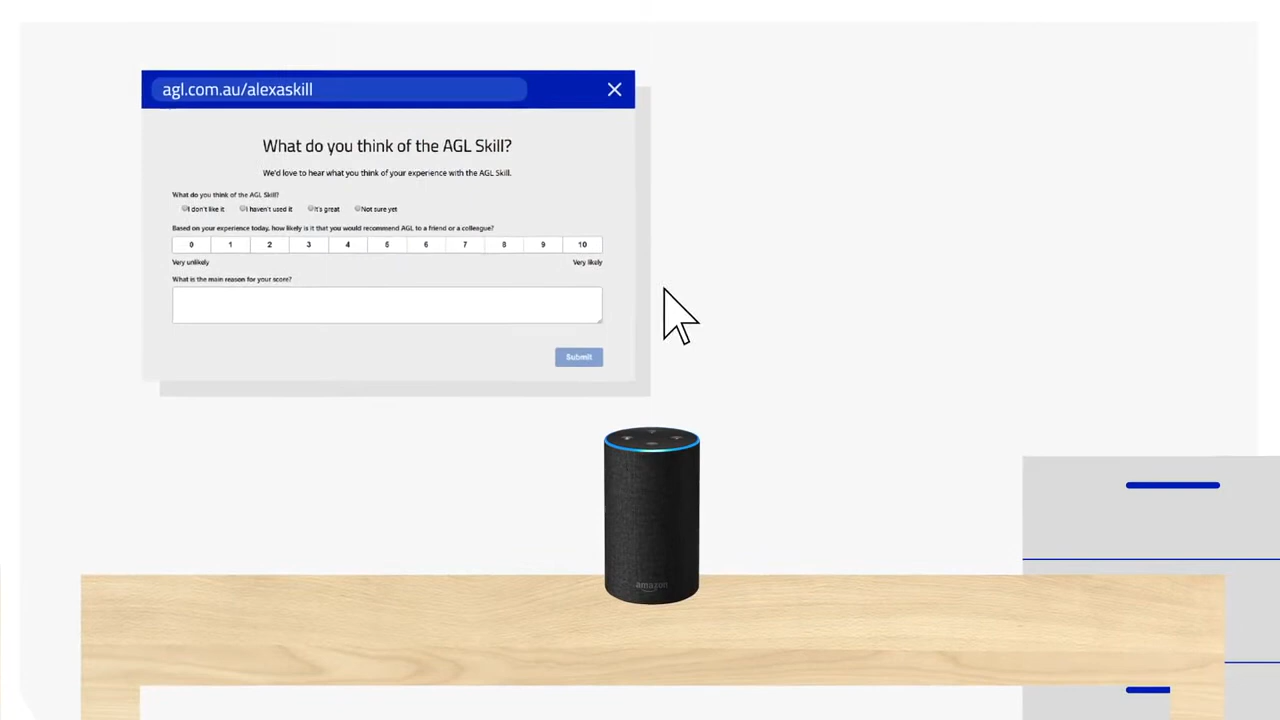 agl.com.au/alexaskill
What do you think of the AGL Skill?
We'd love to hear what you think of your experience with the AGL Skill.
What do you think of the AGL Skill?
I don't like it I haven't used it It's great Not sure yet
Based on your experience today, how likely is it that you would recommend AGL to a friend or a colleague?
0 1 2 3 4 5 6 7 8 9 10
Very unlikely Very likely
What is the main reason for your score?
Submit
amazon